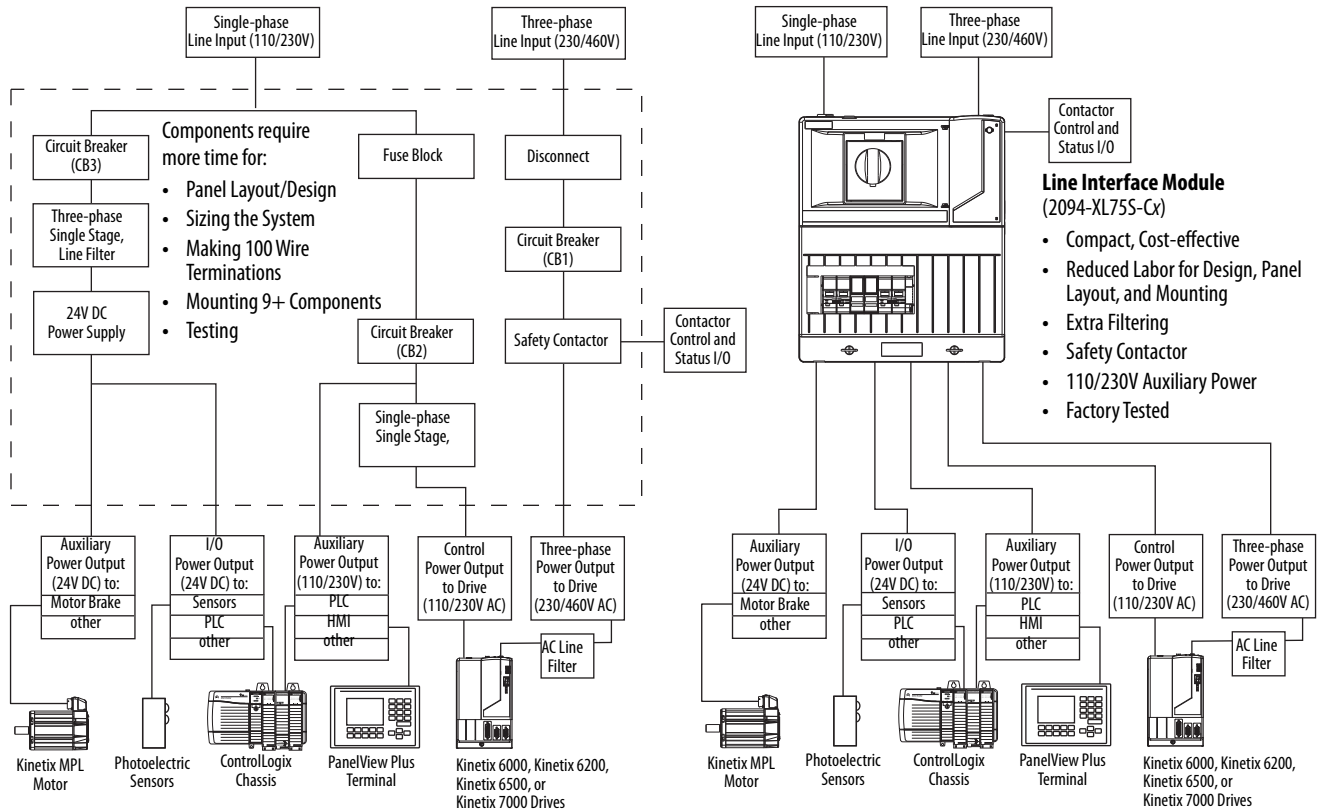 Single-phase
Line Input (110/230V)
Three-phase
Line Input (230/460V)
Circuit Breaker
(CB3)
Three-phase
Single Stage,
Line Filter
24V DC
Power Supply
Components require
more time for:
• Panel Layout/Design
• Sizing the System
• Making 100 Wire
Terminations
• Mounting 9+ Components
• Testing
Fuse Block
Circuit Breaker
(CB2)
Single-phase
Single Stage,
Disconnect
Circuit Breaker
(CB1)
Safety Contactor
Contactor
Control and
Status I/O
Auxiliary
Power Output
(24V DC) to:
Motor Brake
other
I/O
Power Output
(24V DC) to:
Sensors
PLC
other
Auxiliary
Power Output
(110/230V) to:
PLC
HMI
other
Control
Power Output
to Drive
(110/230V AC)
Three-phase
Power Output
to Drive
(230/460V AC)
AC Line
Filter
Kinetix MPL
Motor
Photoelectric
Sensors
ControlLogix
Chassis
PanelView Plus
Terminal
Kinetix 6000, Kinetix 6200,
Kinetix 6500, or
Kinetix 7000 Drives
Single-phase
Line Input (110/230V)
Three-phase
Line Input (230/460V)
Contactor
Control and
Status I/O
Line Interface Module
(2094-XL75S-Cx)
• Compact, Cost-effective
• Reduced Labor for Design, Panel
Layout, and Mounting
• Extra Filtering
• Safety Contactor
• 110/230V Auxiliary Power
• Factory Tested
Auxiliary
Power Output
(24V DC) to:
Motor Brake
other
I/O
Power Output
(24V DC) to:
Sensors
PLC
other
Auxiliary
Power Output
(110/230V) to:
PLC
HMI
other
Control
Power Output
to Drive
(110/230V AC)
Three-phase
Power Output
to Drive
(230/460V AC)
AC Line
Filter
Kinetix MPL
Motor
Photoelectric
Sensors
ControlLogix
Chassis
PanelView Plus
Terminal
Kinetix 6000, Kinetix 6200,
Kinetix 6500, or
Kinetix 7000 Drives